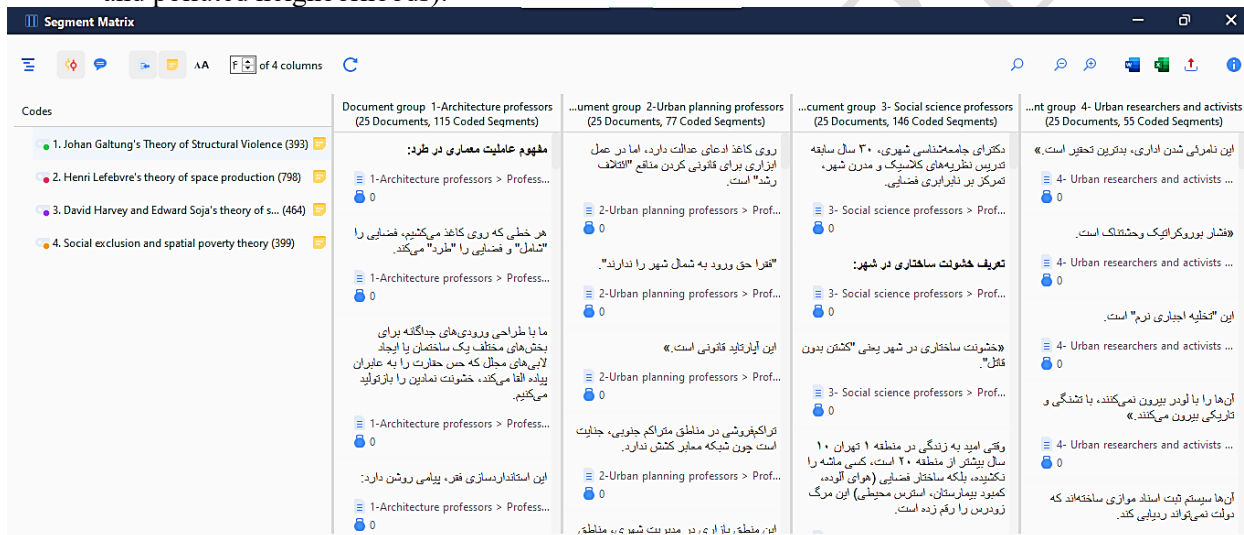 and polluted neighborhoods).
Segment Matrix
of 4 columns
Codes
1. Johan Galtung's Theory of Structural Violence (393)
2. Henri Lefebvre's theory of space production (798)
3. David Harvey and Edward Soja's theory of s... (464)
4. Social exclusion and spatial poverty theory (399)
Document group 1-Architecture professors
(25 Documents, 115 Coded Segments)
مفهوم عاملیت معماری در طرد:
1-Architecture professors > Profess...
0
هر خطی که روی کاغذ می‌کشیم، فضایی را
"شامل" و فضایی را "طرد" می‌کند.
1-Architecture professors > Profess...
0
ما با طراحی ورودی‌های جداگانه برای
بخش‌های مختلف یک ساختمان یا ایجاد
لابی‌های مجلل که حس حقارت را به عابران
پیاده القا می‌کند، خشونت نمادین را بازتولید
می‌کنیم.
1-Architecture professors > Profess...
0
این استانداردسازی فقر، پیامی روشن دارد:
1-Architecture professors > Profess...
0
...ument group 2-Urban planning professors
(25 Documents, 77 Coded Segments)
روی کاغذ ادعای عدالت دارد، اما در عمل
ابزاری برای قانونی کردن منافع "ائتلاف
رشد" است.
2-Urban planning professors > Prof...
0
"فقرا حق ورود به شمال شهر را ندارند".
2-Urban planning professors > Prof...
0
این آپارتاید قانونی است.»
2-Urban planning professors > Prof...
0
تراکم‌فروشی در مناطق متراکم جنوبی، جنایت
است چون شبکه معابر کشش ندارد.
2-Urban planning professors > Prof...
0
این منطق بازاری در مدیریت شهری، مناطق
...cument group 3- Social science professors
(25 Documents, 146 Coded Segments)
دکترای جامعه‌شناسی شهری، ۳۰ سال سابقه
تدریس نظریه‌های کلاسیک و مدرن شهر،
تمرکز بر نابرابری فضایی.
3- Social science professors > Prof...
0
تعریف خشونت ساختاری در شهر:
3- Social science professors > Prof...
0
«خشونت ساختاری در شهر یعنی "کشتن بدون
قاتل".
3- Social science professors > Prof...
0
وقتی امید به زندگی در منطقه ۱ تهران ۱۰
سال بیشتر از منطقه ۲۰ است، کسی ماشه را
نکشیده، بلکه ساختار فضایی (هوای آلوده،
کمبود بیمارستان، استرس محیطی) این مرگ
زودرس را رقم زده است.
...nt group 4- Urban researchers and activists
(25 Documents, 55 Coded Segments)
این نامرئی شدن اداری، بدترین تحقیر است.»
4- Urban researchers and activists ...
0
«فشار بوروکراتیک وحشتناک است.
4- Urban researchers and activists ...
0
این "تخلیه اجباری نرم" است.
4- Urban researchers and activists ...
0
آن‌ها را با لودر بیرون نمی‌کنند، با تشنگی و
تاریکی بیرون می‌کنند.»
4- Urban researchers and activists ...
0
آن‌ها سیستم ثبت اسناد موازی ساخته‌اند که
دولت نمی‌تواند ردیابی کند.